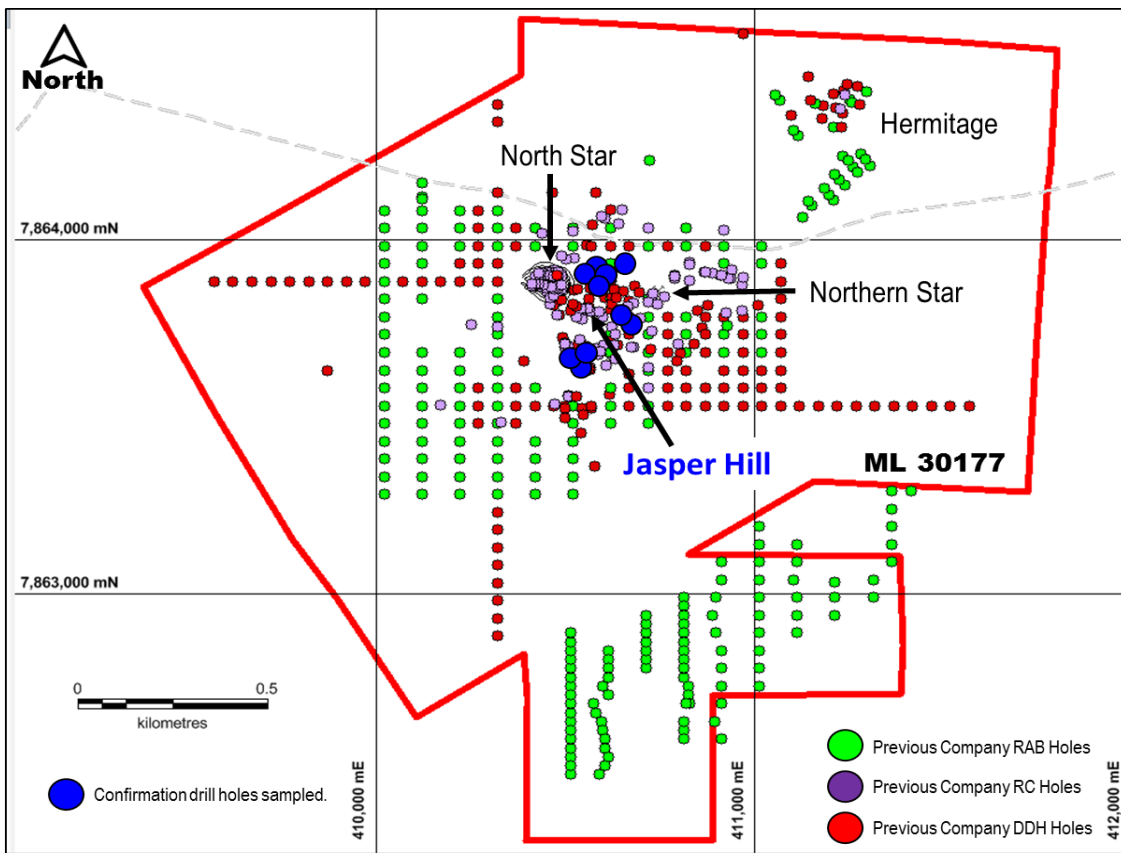 North
Hermitage
North Star
7,864,000 mN
Northern Star
Jasper Hill
ML 30177
7,863,000 mN
0 0.5
kilometres
410,000 mE
411,000 mE
412,000 mE
Previous Company RAB Holes
Previous Company RC Holes
Confirmation drill holes sampled.
Previous Company DDH Holes